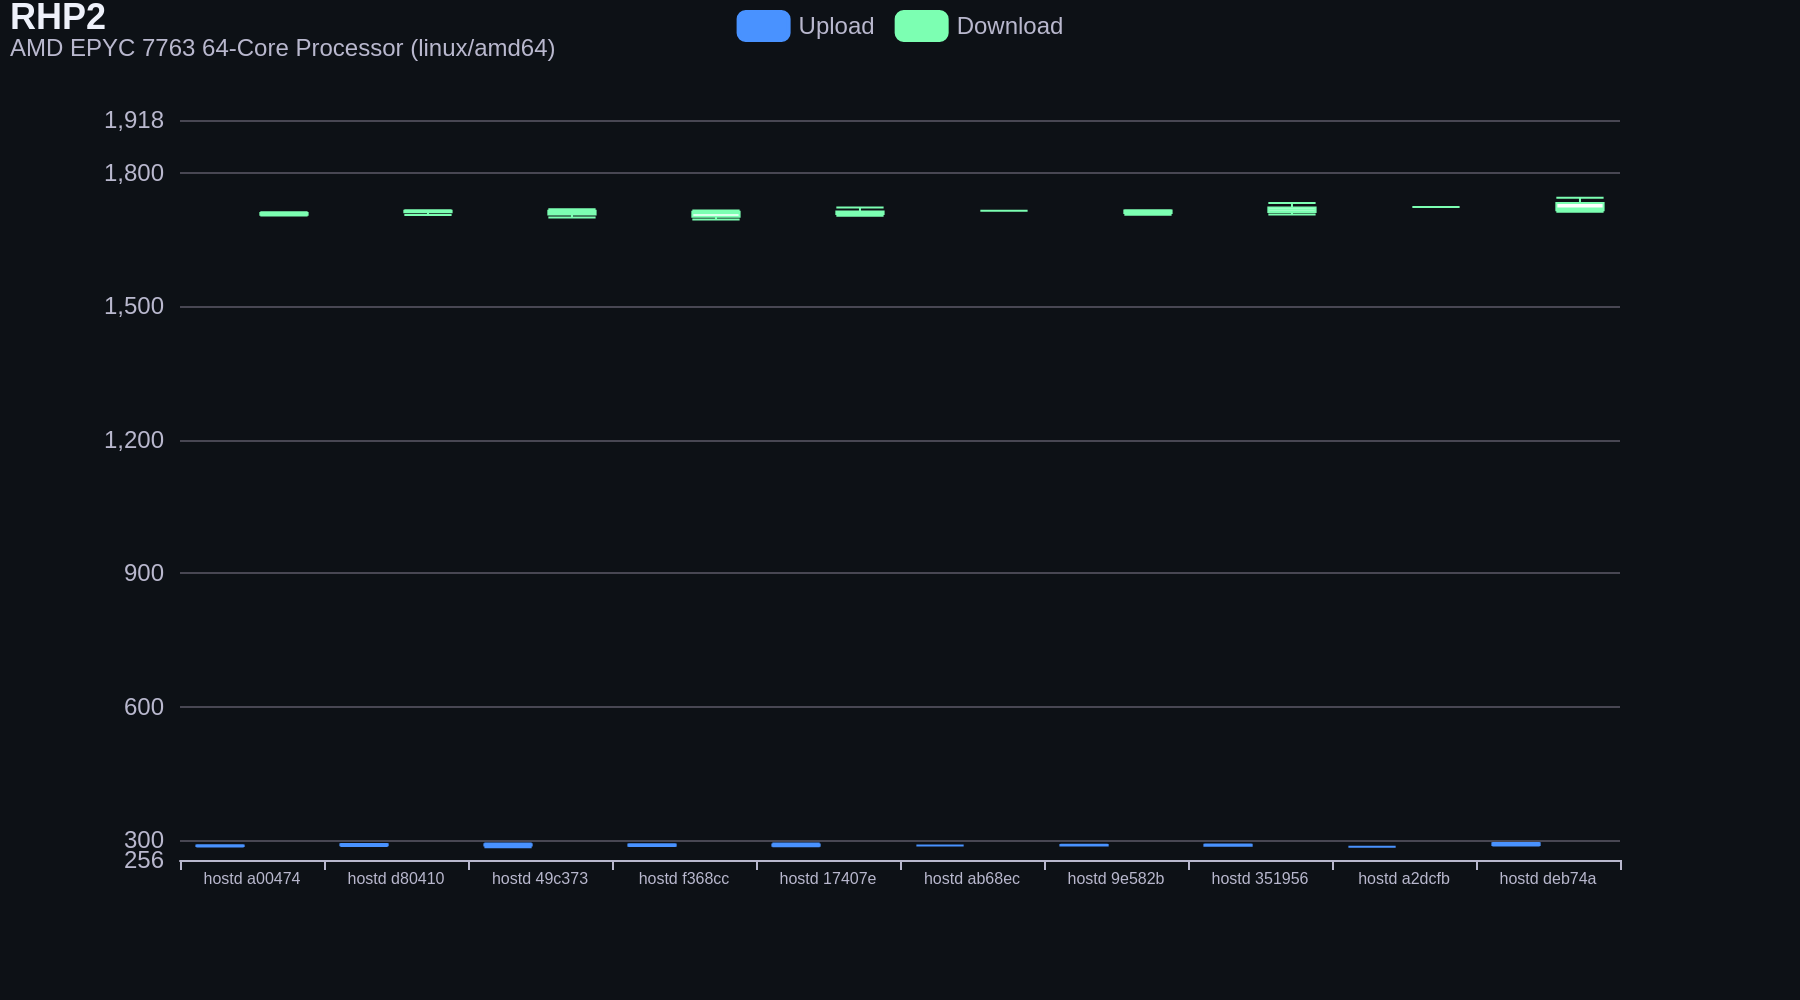 RHP2
AMD EPYC 7763 64-Core Processor (linux/amd64)
Upload
Download
1,918
1,800
1,500
1,200
900
600
300
256
hostd a00474
hostd d80410
hostd 49c373
hostd f368cc
hostd 17407e
hostd ab68ec
hostd 9e582b
hostd 351956
hostd a2dcfb
hostd deb74a